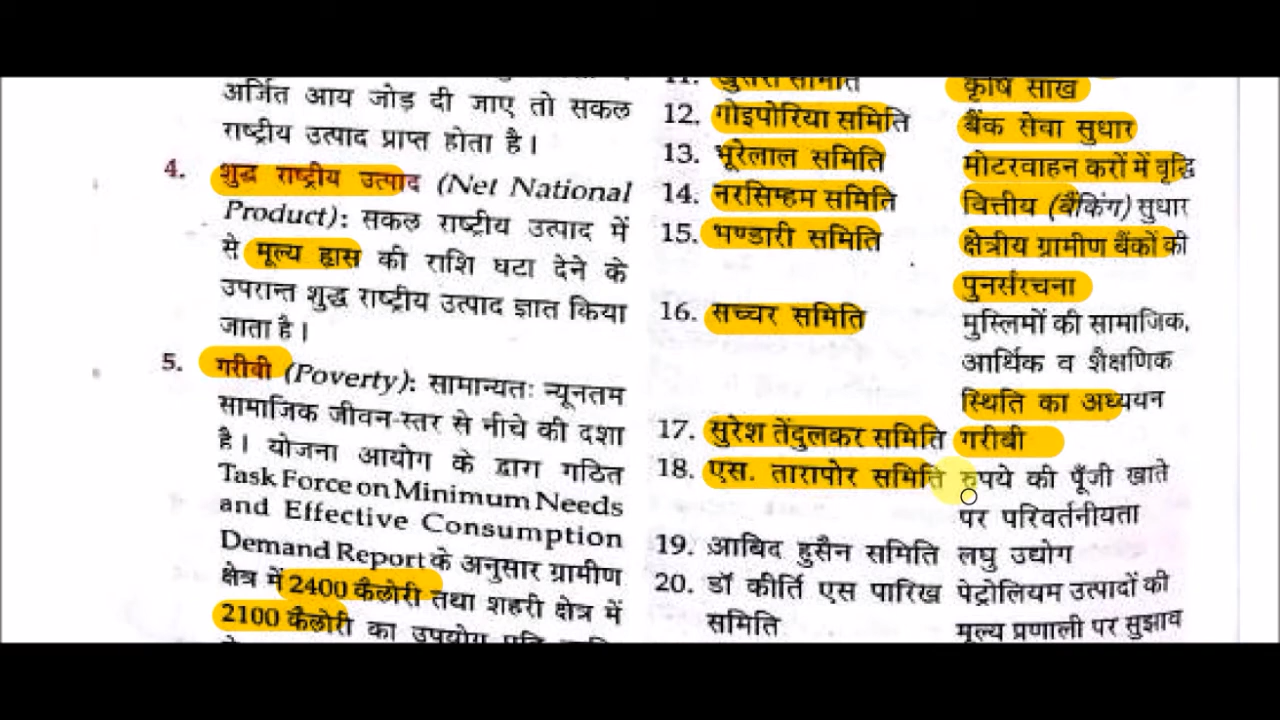 अर्जित आय जोड़ दी जाए तो सकल
राष्ट्रीय उत्पाद प्राप्त होता है।
4. शुद्ध राष्ट्रीय उत्पाद (Net National
Product): सकल राष्ट्रीय उत्पाद में
से मूल्य ह्रास की राशि घटा देने के
उपरान्त शुद्ध राष्ट्रीय उत्पाद ज्ञात किया
जाता है।
5. गरीबी (Poverty): सामान्यतः न्यूनतम
सामाजिक जीवन-स्तर से नीचे की दशा
है। योजना आयोग के द्वारा गठित
Task Force on Minimum Needs
and Effective Consumption
Demand Report के अनुसार ग्रामीण
क्षेत्र में 2400 कैलोरी तथा शहरी क्षेत्र में
2100 कैलोरी का उपयोग
11. समिति कृषि साख
12. गोइपोरिया समिति बैंक सेवा सुधार
13. भूरेलाल समिति मोटरवाहन करों में वृद्धि
14. नरसिम्हम समिति वित्तीय (बैंकिंग) सुधार
15. भण्डारी समिति क्षेत्रीय ग्रामीण बैंकों की
पुनर्संरचना
16. सच्चर समिति मुस्लिमों की सामाजिक,
आर्थिक व शैक्षणिक
स्थिति का अध्ययन
17. सुरेश तेंदुलकर समिति गरीबी
18. एस. तारापोर समिति रुपये की पूँजी खाते
पर परिवर्तनीयता
19. आबिद हुसैन समिति लघु उद्योग
20. डॉ कीर्ति एस पारिख पेट्रोलियम उत्पादों की
समिति मूल्य प्रणाली पर सुझाव